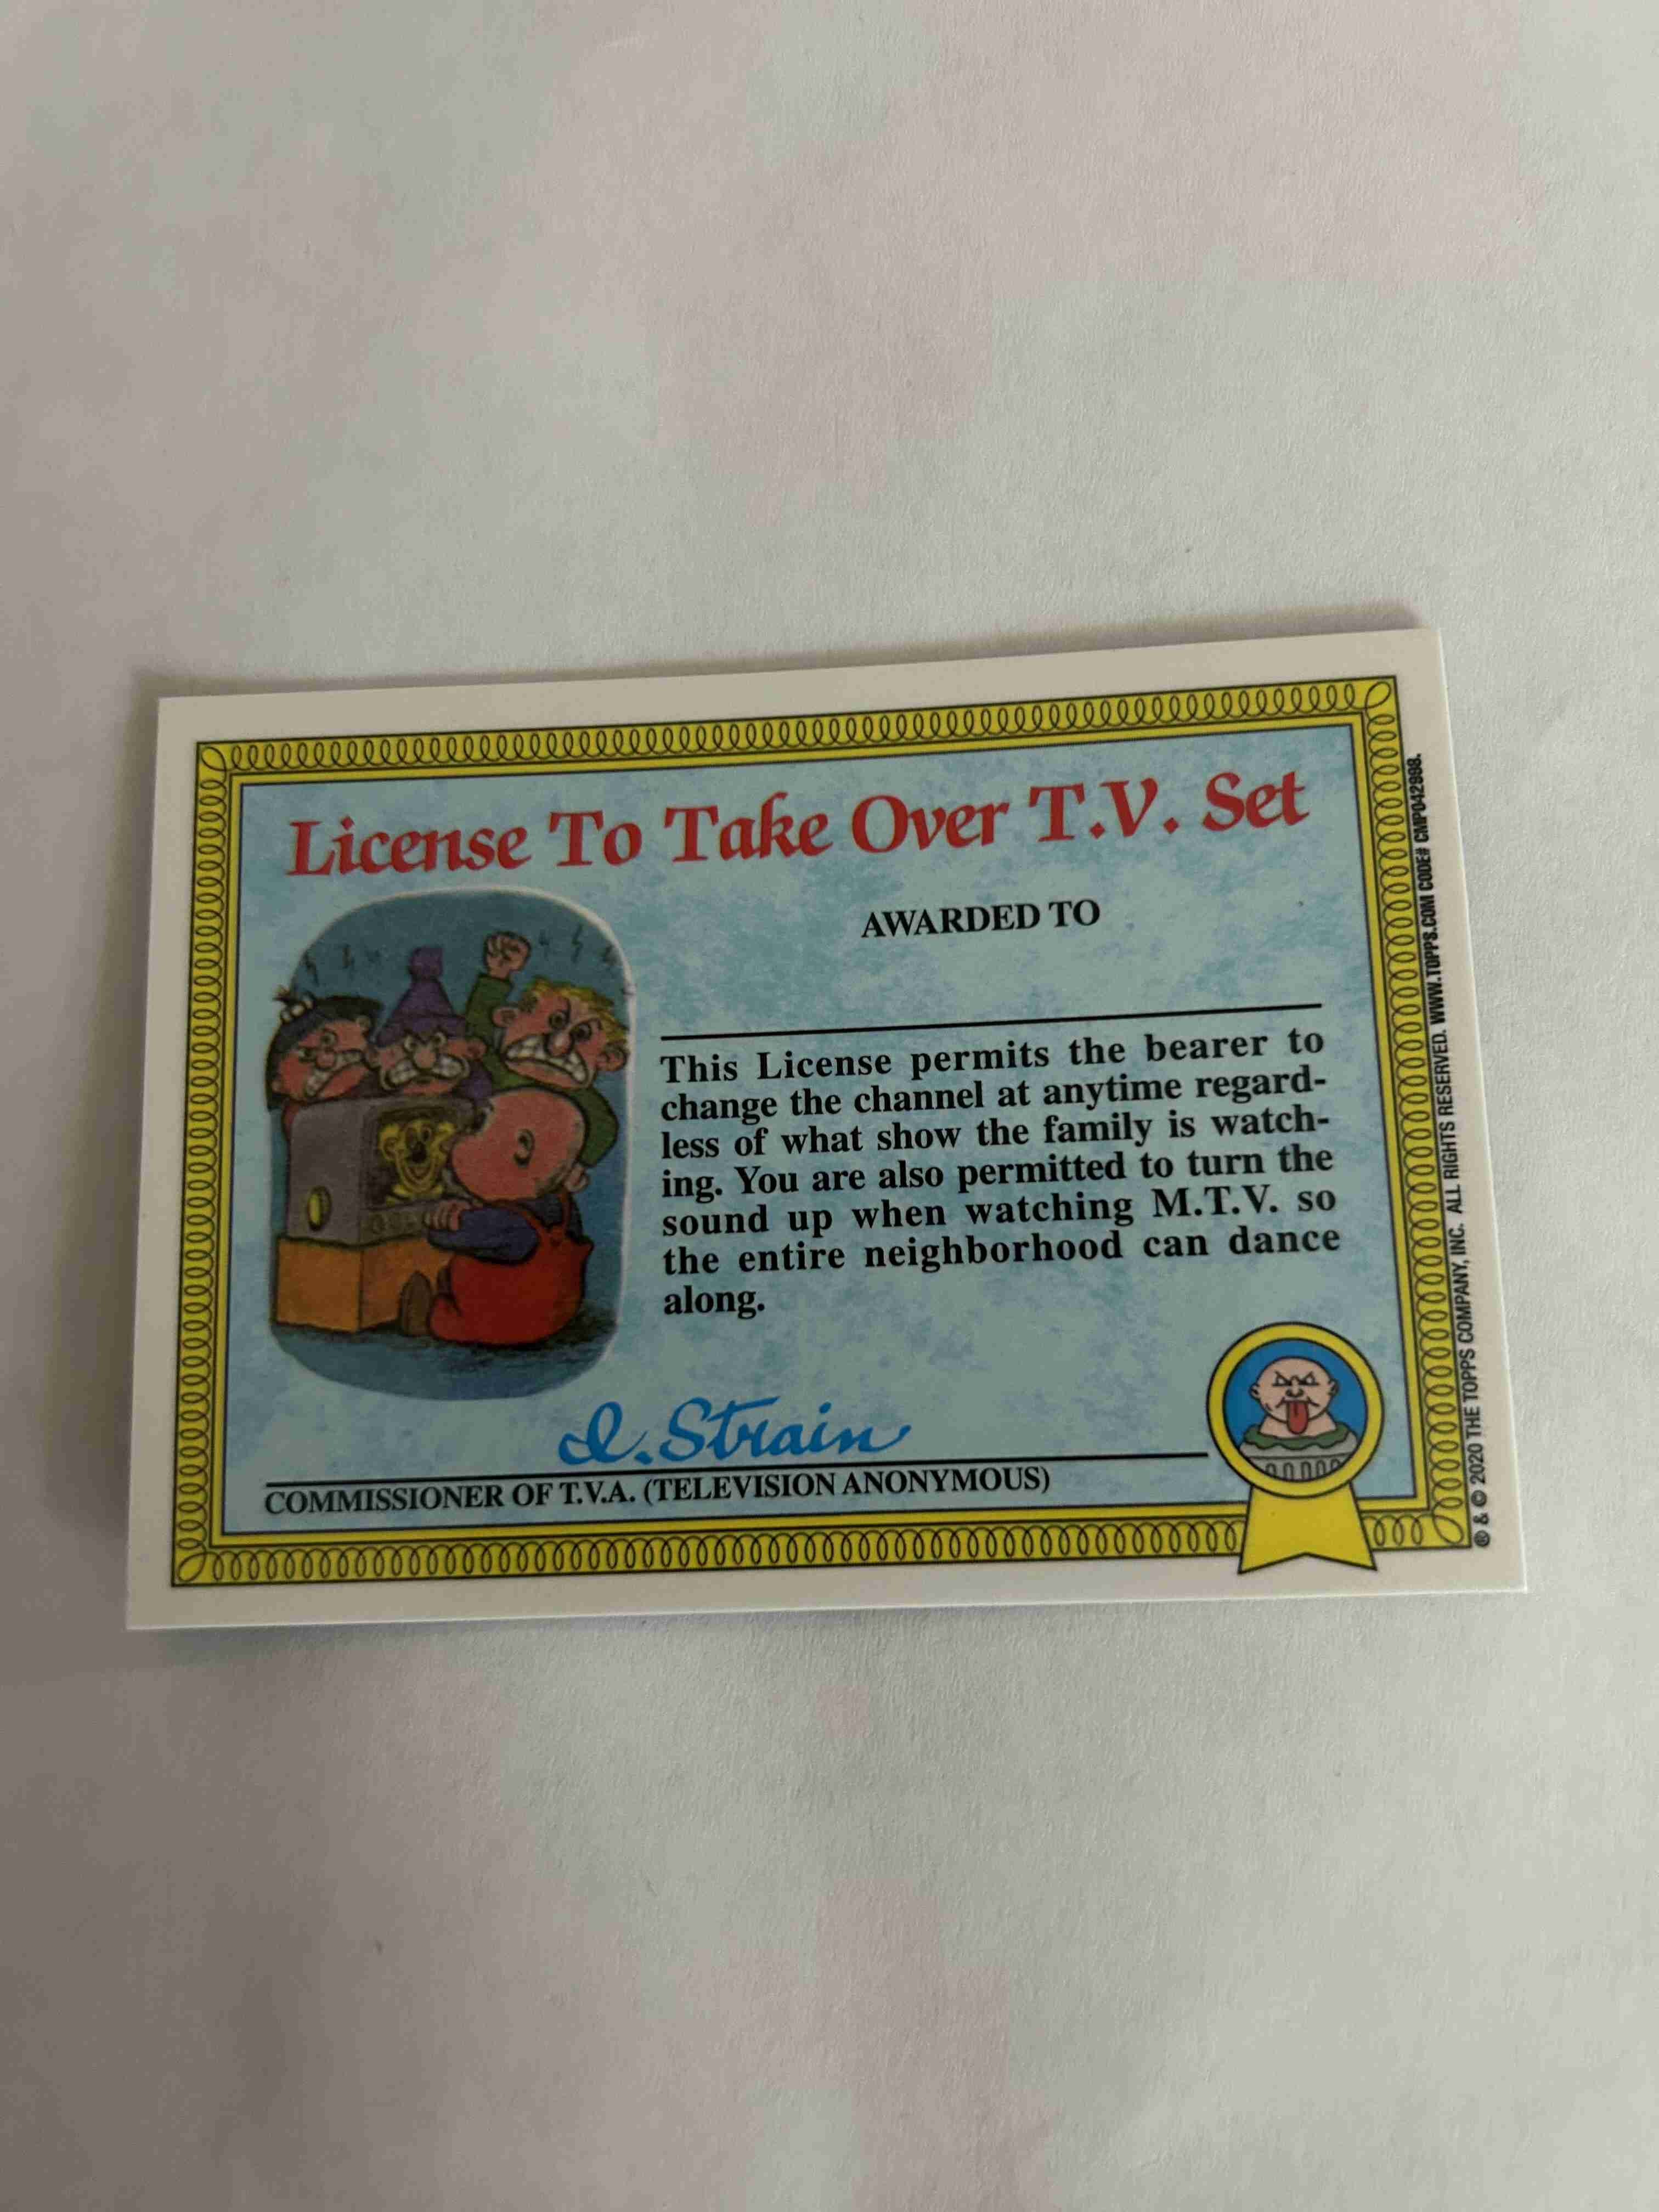 License To Take Over T.V. Set
AWARDED TO
This License permits the bearer to
change the channel at anytime regard-
less of what show the family is watch-
ing. You are also permitted to turn the
sound up when watching M.T.V. so
the entire neighborhood can dance
along.
I. Strain
COMMISSIONER OF T.V.A. (TELEVISION ANONYMOUS)
® & © 2020 THE TOPPS COMPANY, INC. ALL RIGHTS RESERVED. WWW.TOPPS.COM CODE# CMP042998.